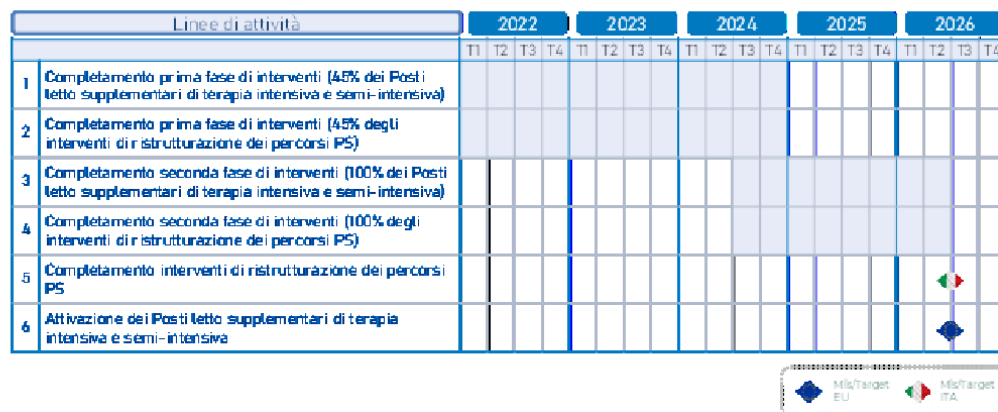 Linee di attività 2022 2023 2024 2025 2026
T1 T2 T3 T4 T1 T2 T3 T4 T1 T2 T3 T4 T1 T2 T3 T4 T1 T2 T3 T4
1 Completamento prima fase di interventi (45% dei Posti
letto supplementari di terapia intensiva e semi-intensiva)
2 Completamento prima fase di interventi (45% degli
interventi di ristrutturazione dei percorsi PS)
3 Completamento seconda fase di interventi (100% dei Posti
letto supplementari di terapia intensiva e semi-intensiva)
4 Completamento seconda fase di interventi (100% degli
interventi di ristrutturazione dei percorsi PS)
5 Completamento interventi di ristrutturazione dei percorsi
PS
6 Attivazione dei Posti letto supplementari di terapia
intensiva e semi-intensiva
Mls/Target
EU
Mls/Target
ITA